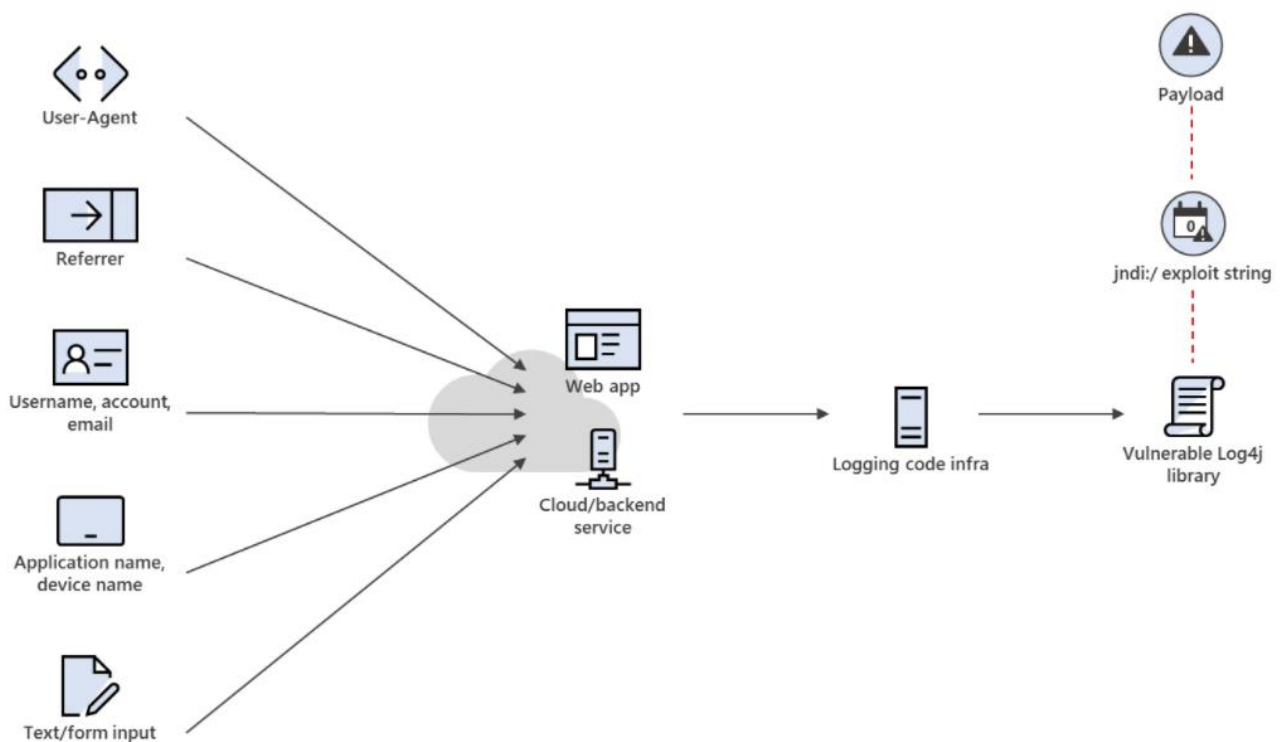 User-Agent
Referrer
Username, account,
email
Application name,
device name
Text/form input
Web app
Cloud/backend
service
Logging code infra
Payload
0
jndi:/ exploit string
Vulnerable Log4j
library